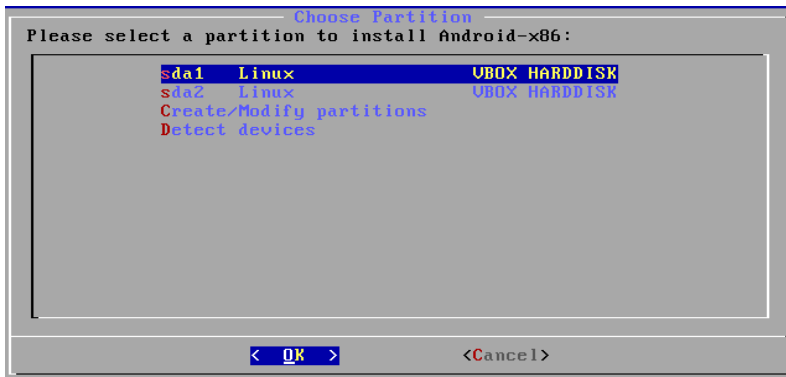 Choose Partition
Please select a partition to install Android-x86:
sda1 Linux VBOX HARDDISK
sda2 Linux VBOX HARDDISK
Create/Modify partitions
Detect devices
< OK > <Cancel>